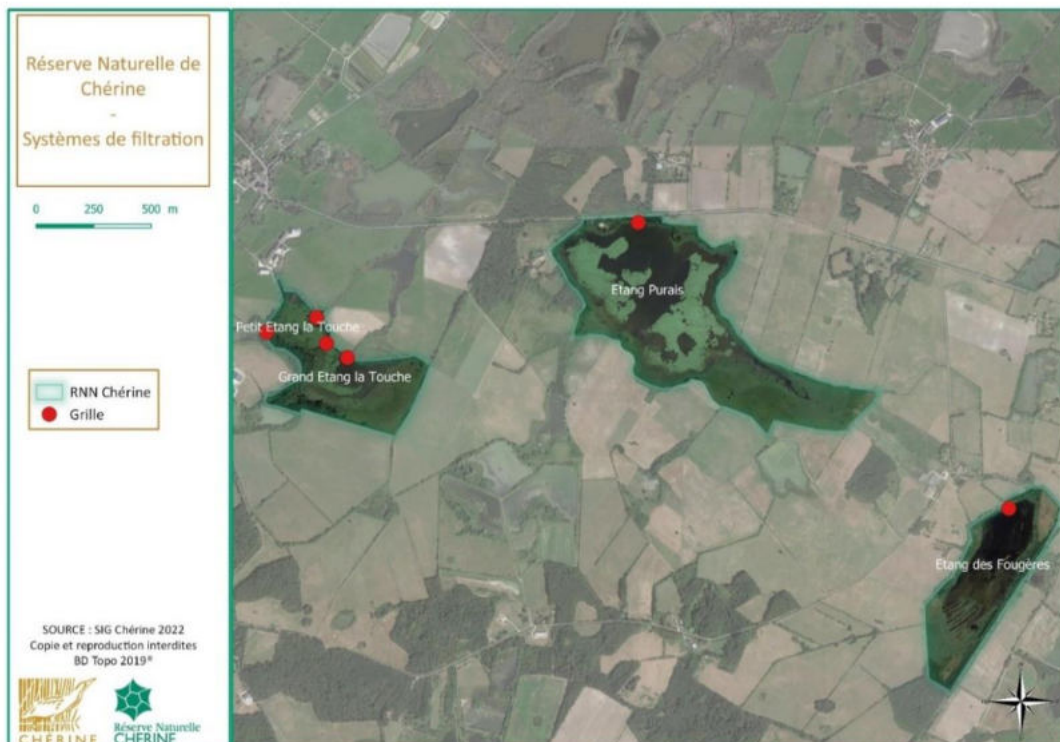 Réserve Naturelle de
Chérine
-
Systèmes de filtration
0 250 500 m
RNN Chérine
Grille
SOURCE : SIG Chérine 2022
Copie et reproduction interdites
BD Topo 2019®
CHÉRINE
Réserve Naturelle
CHERINE
Etang Purais
Petit Etang la Touche
Grand Etang la Touche
Etang des Fougères